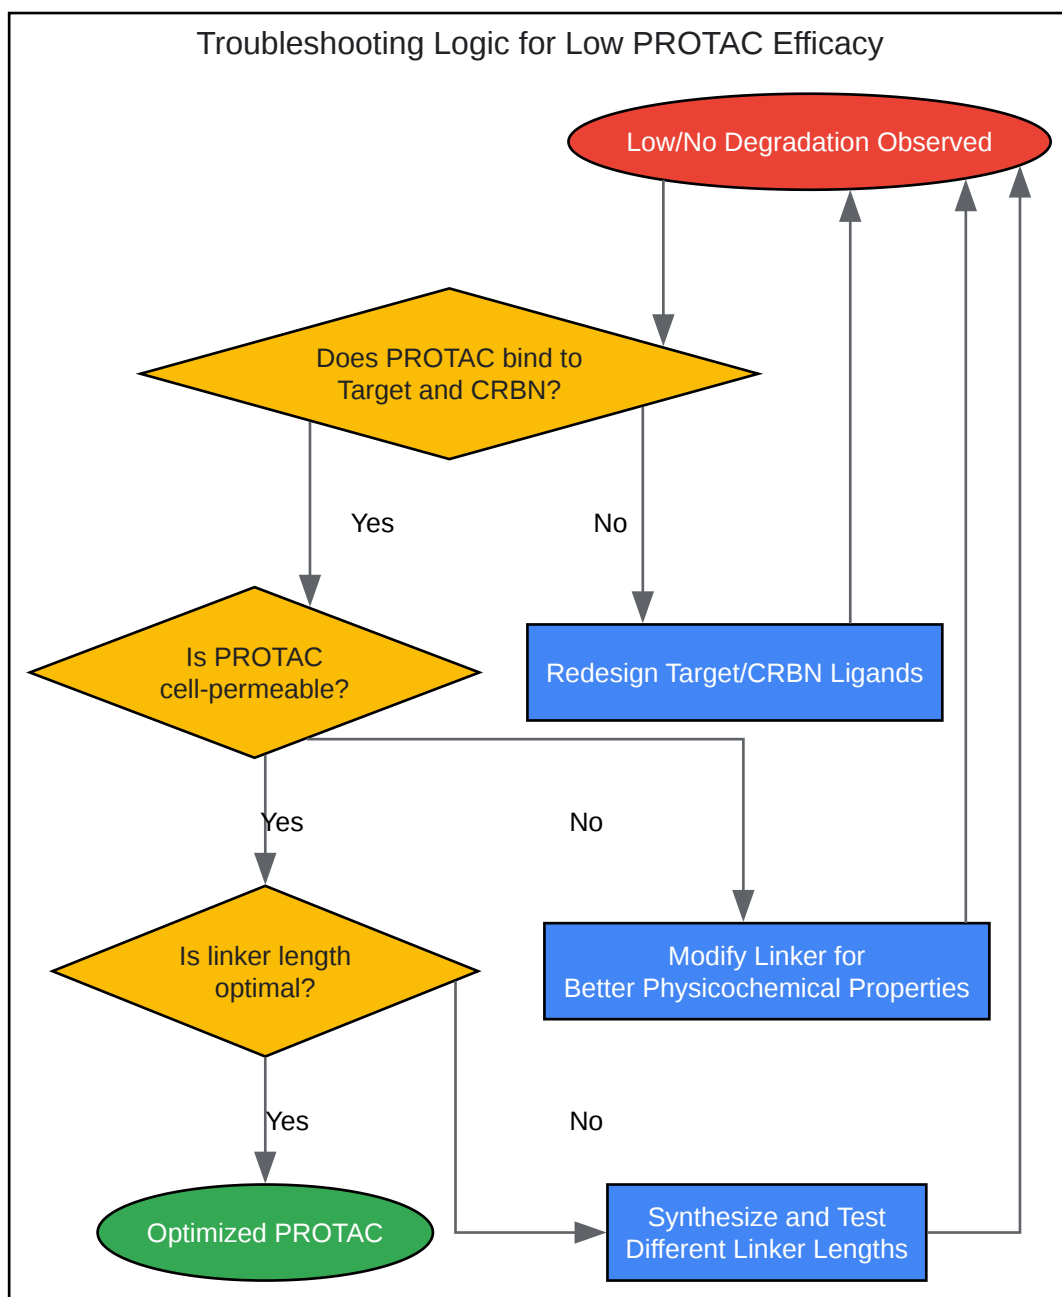 Troubleshooting Logic for Low PROTAC Efficacy
Low/No Degradation Observed
Does PROTAC bind to
Target and CRBN?
Yes
No
Is PROTAC
cell-permeable?
Redesign Target/CRBN Ligands
Yes
No
Is linker length
optimal?
Modify Linker for
Better Physicochemical Properties
Yes
No
Optimized PROTAC
Synthesize and Test
Different Linker Lengths